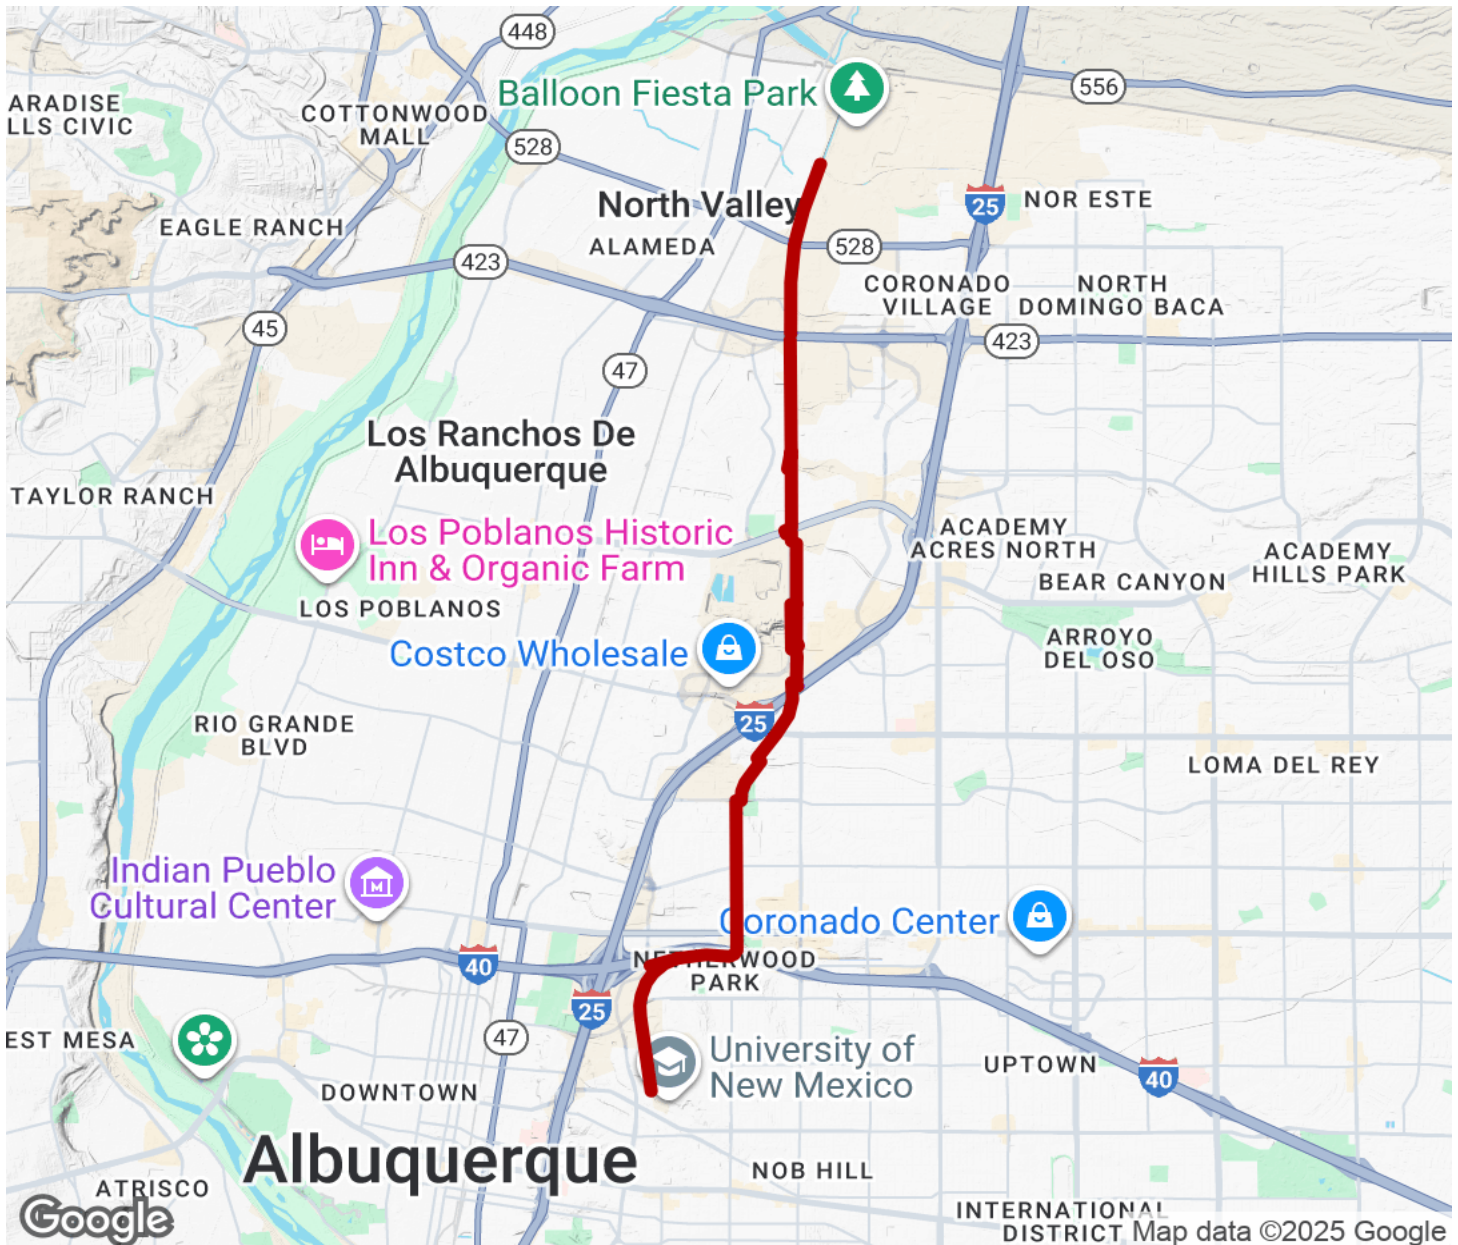 448
556
Balloon Fiesta Park
ARADISE
LLS CIVIC
COTTONWOOD
MALL
528
North Valley
25
NOR ESTE
EAGLE RANCH
ALAMEDA
528
423
CORONADO
VILLAGE
NORTH
DOMINGO BACA
45
423
47
Los Ranchos De
Albuquerque
TAYLOR RANCH
Los Poblanos Historic
Inn & Organic Farm
ACADEMY
ACRES NORTH
ACADEMY
HILLS PARK
BEAR CANYON
LOS POBLANOS
ARROYO
DEL OSO
Costco Wholesale
RIO GRANDE
BLVD
25
LOMA DEL REY
Indian Pueblo
Cultural Center
M
Coronado Center
40
NETHERWOOD
PARK
25
EST MESA
47
University of
New Mexico
UPTOWN
40
DOWNTOWN
Albuquerque
NOB HILL
ATRISCO
INTERNATIONAL
DISTRICT
Google
Map data ©2025 Google